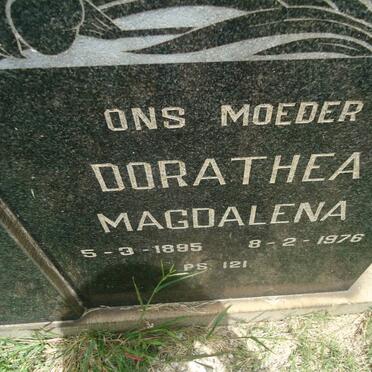 ONS MOEDER
DORATHEA
MAGDALENA
5-3-1895 8-2-1976
PS 121